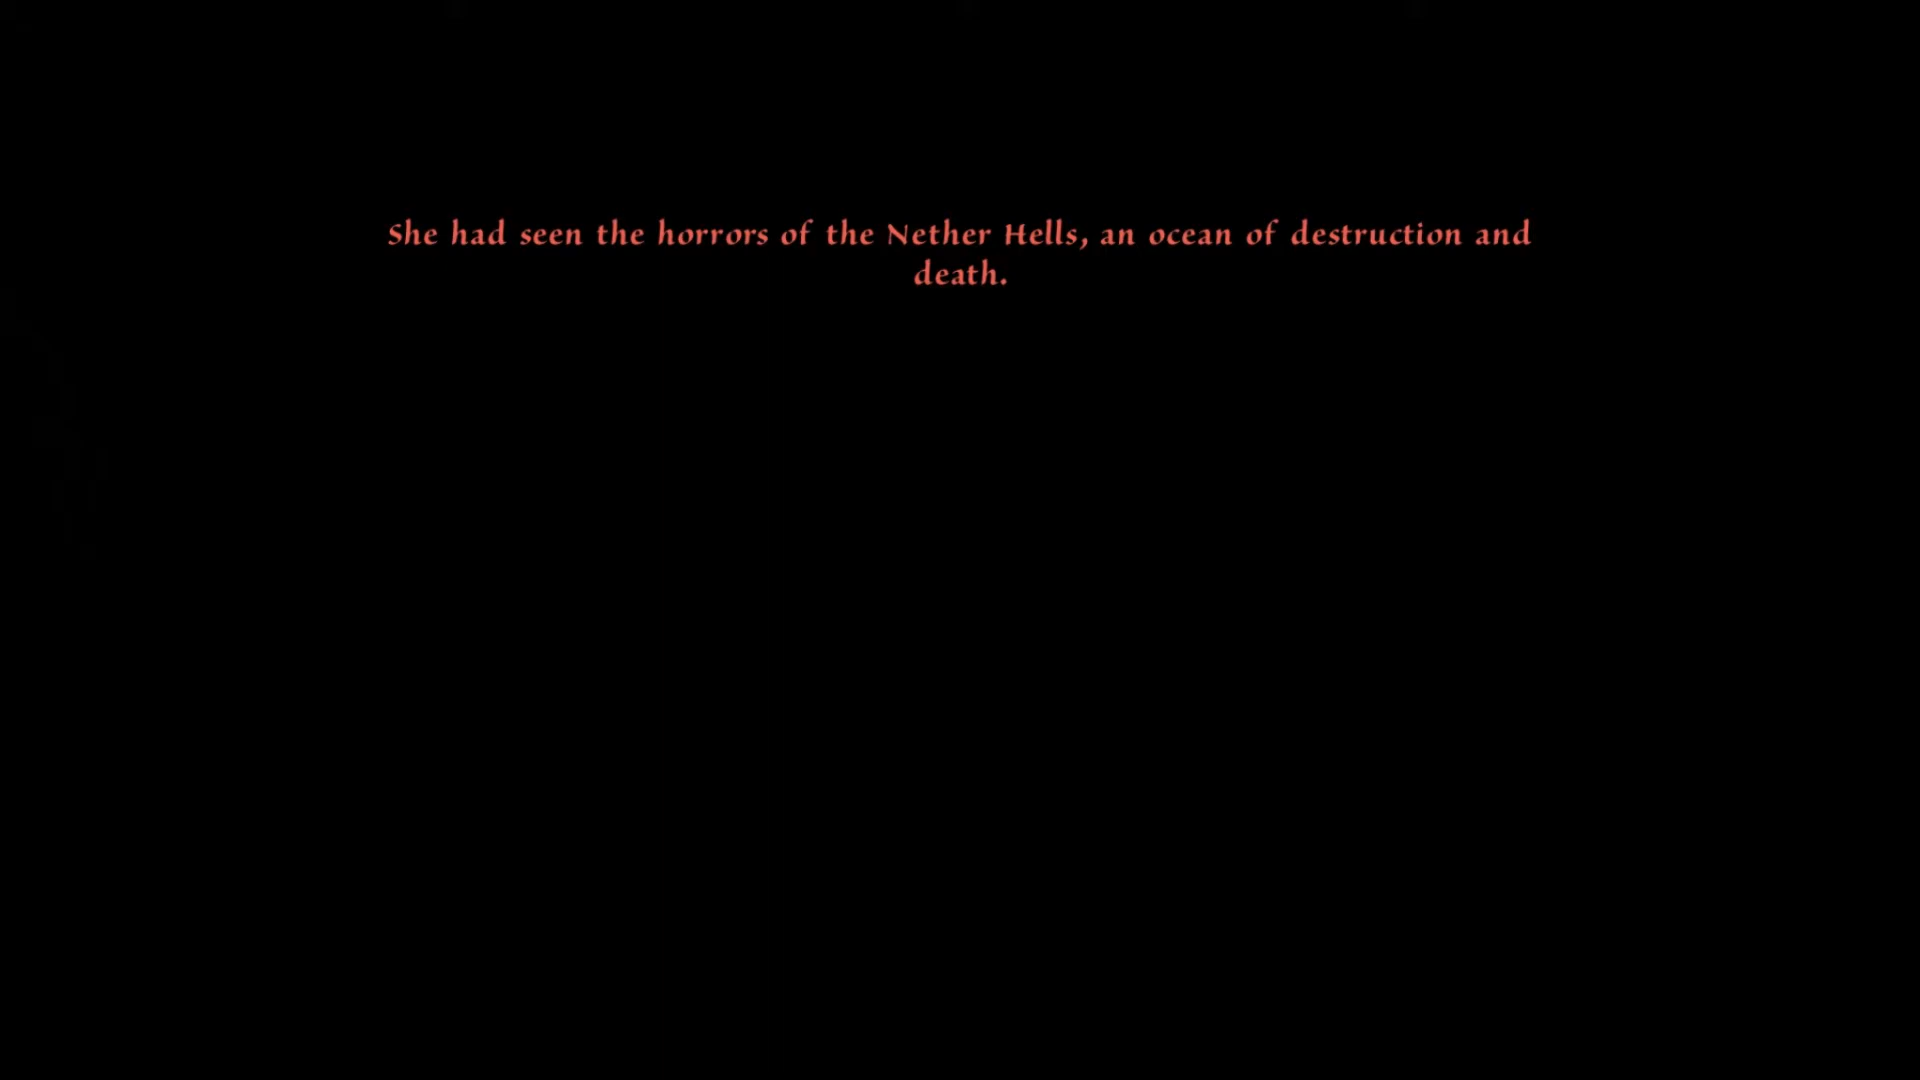 She had seen the horrors of the Nether Hells, an ocean of destruction and
death.